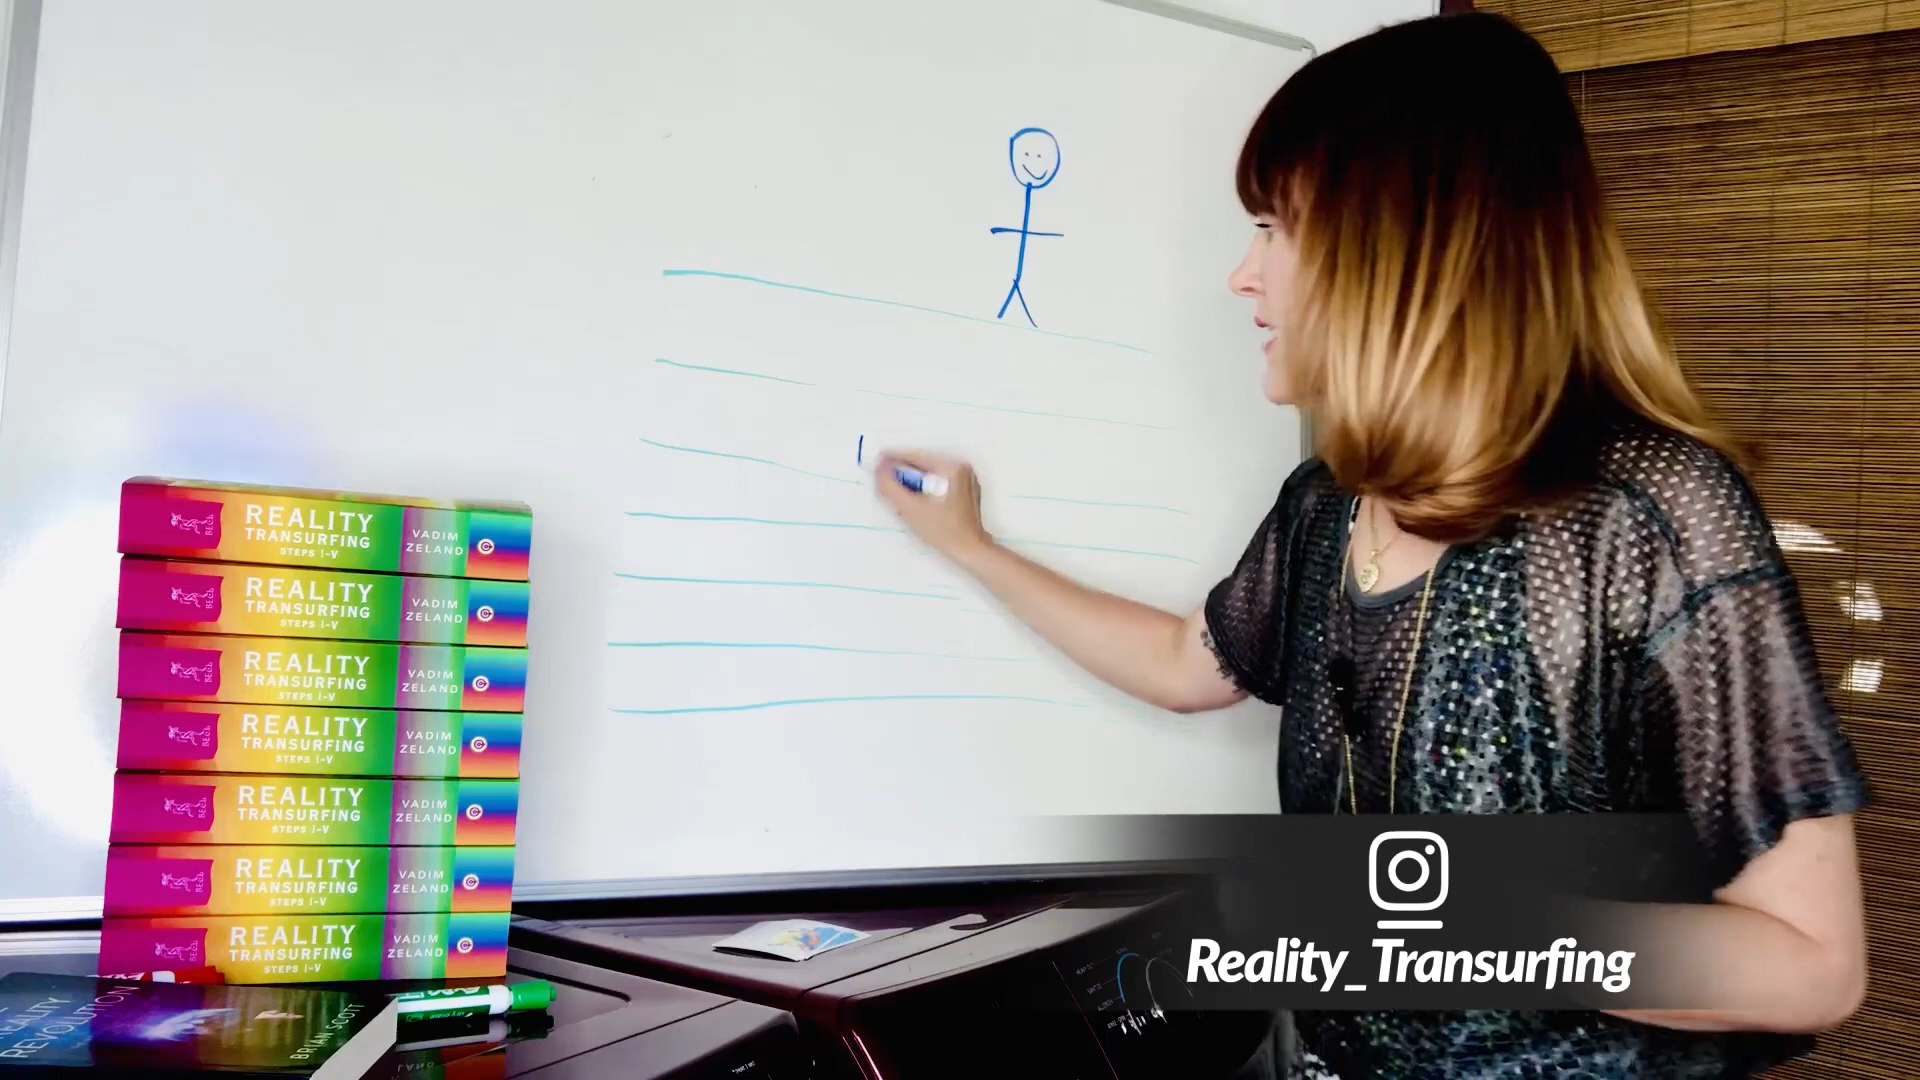 REALITY
TRANSURFING
STEPS I-V
VADIM
ZELAND
REALITY
TRANSURFING
STEPS I-V
VADIM
ZELAND
REALITY
TRANSURFING
STEPS I-V
VADIM
ZELAND
REALITY
TRANSURFING
STEPS I-V
VADIM
ZELAND
REALITY
TRANSURFING
STEPS I-V
VADIM
ZELAND
REALITY
TRANSURFING
STEPS I-V
VADIM
ZELAND
REALITY
TRANSURFING
STEPS I-V
VADIM
ZELAND
REVOLUTION
BRIAN SCOTT
Reality_Transurfing